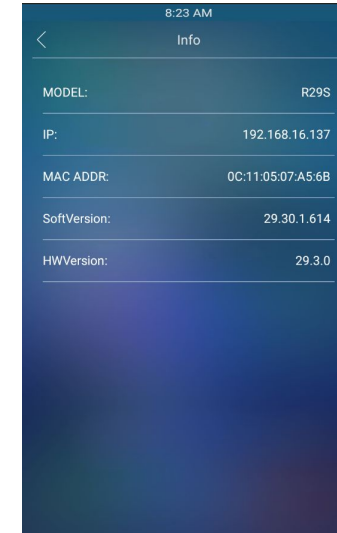 8:23 AM
Info
MODEL: R29S
IP: 192.168.16.137
MAC ADDR: 0C:11:05:07:A5:6B
SoftVersion: 29.30.1.614
HWVersion: 29.3.0